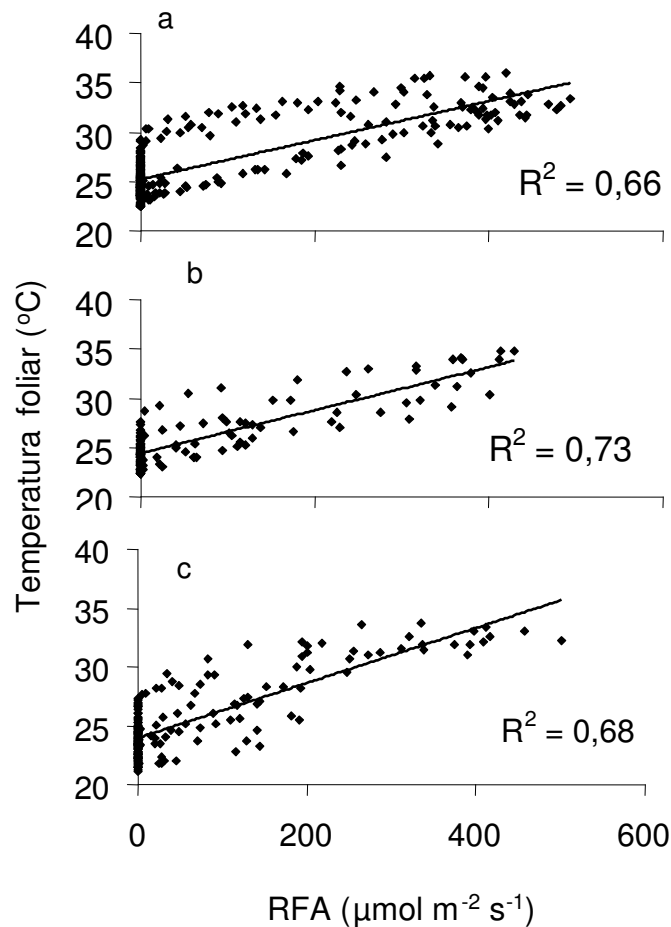 a
40
35
30
25
20
R² = 0,66
b
40
35
30
25
20
R² = 0,73
c
40
35
30
25
20
R² = 0,68
0 200 400 600
Temperatura foliar (ºC)
RFA (µmol m⁻² s⁻¹)